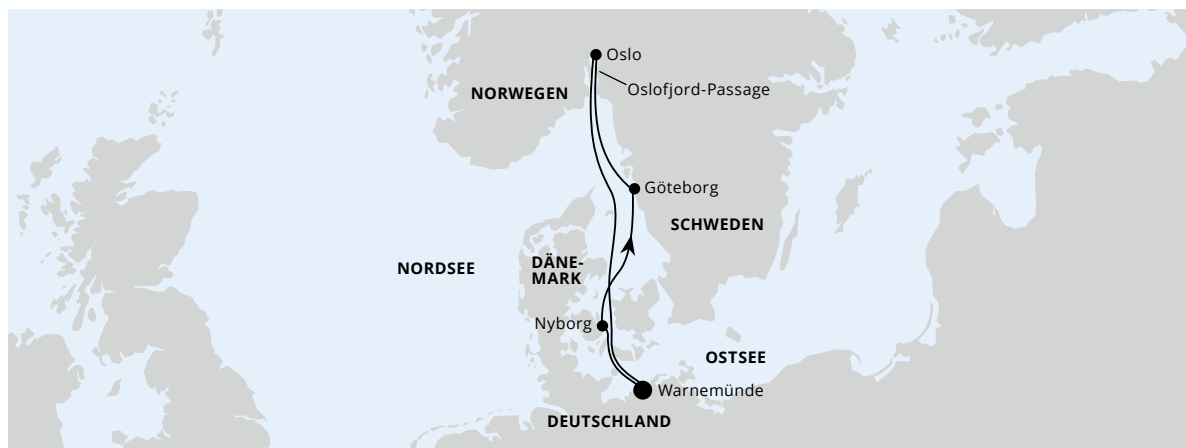 Oslo
Oslofjord-Passage
NORWEGEN
Göteborg
SCHWEDEN
NORDSEE
DÄNE-
MARK
Nyborg
OSTSEE
Warnemünde
DEUTSCHLAND